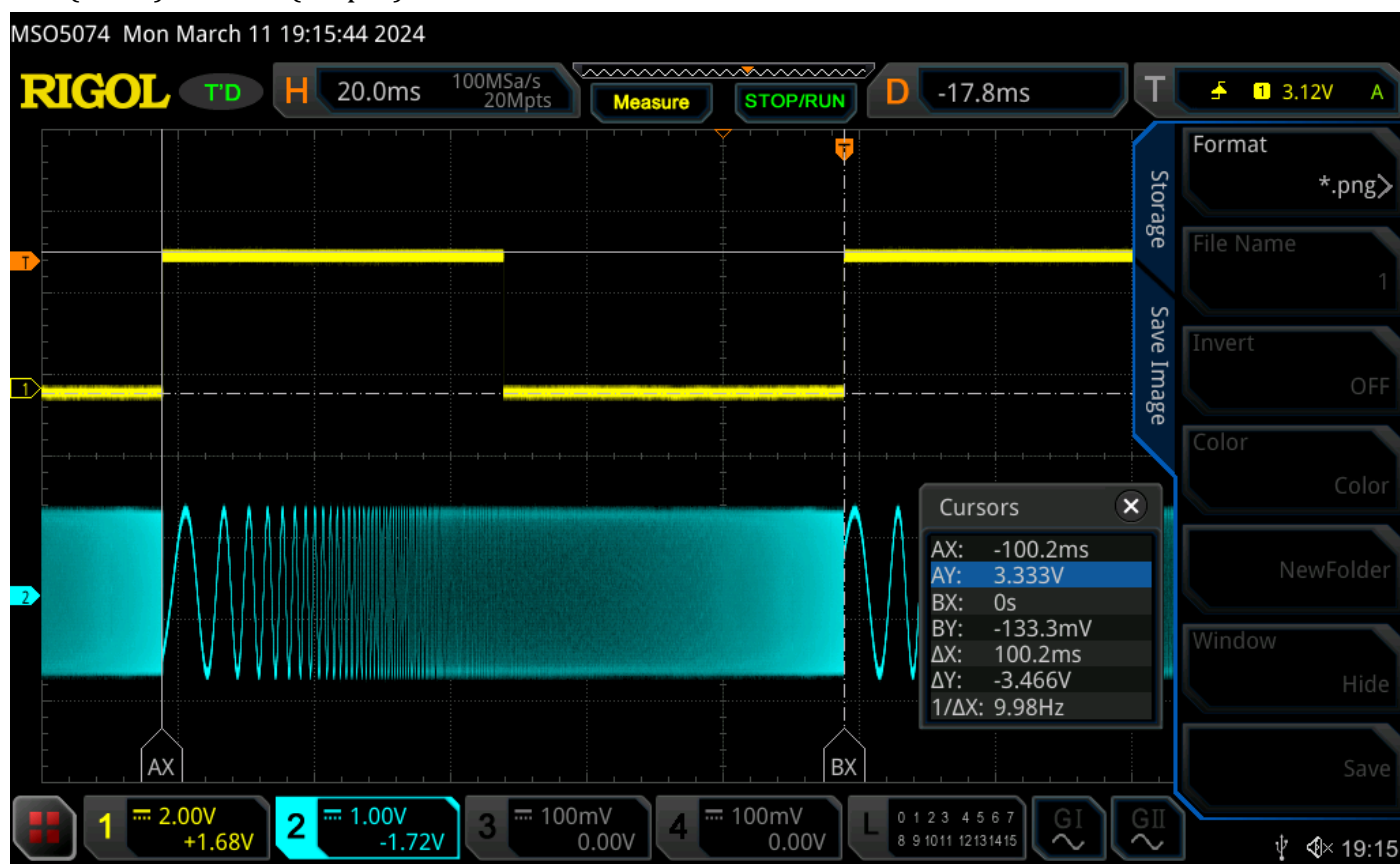 MSO5074 Mon March 11 19:15:44 2024
RIGOL T'D H 20.0ms 100MSa/s 20Mpts Measure STOP/RUN D -17.8ms T 1 3.12V A
T
Format
*.png>
File Name
1
Invert
OFF
Color
Color
NewFolder
Window
Hide
Save
Storage
Save Image
T
1
2
Cursors
AX: -100.2ms
AY: 3.333V
BX: 0s
BY: -133.3mV
ΔX: 100.2ms
ΔY: -3.466V
1/ΔX: 9.98Hz
AX
BX
1 2.00V +1.68V
2 1.00V -1.72V
3 100mV 0.00V
4 100mV 0.00V
L 0 1 2 3 4 5 6 7
8 9 10 11 12 13 14 15
GI
GII
19:15